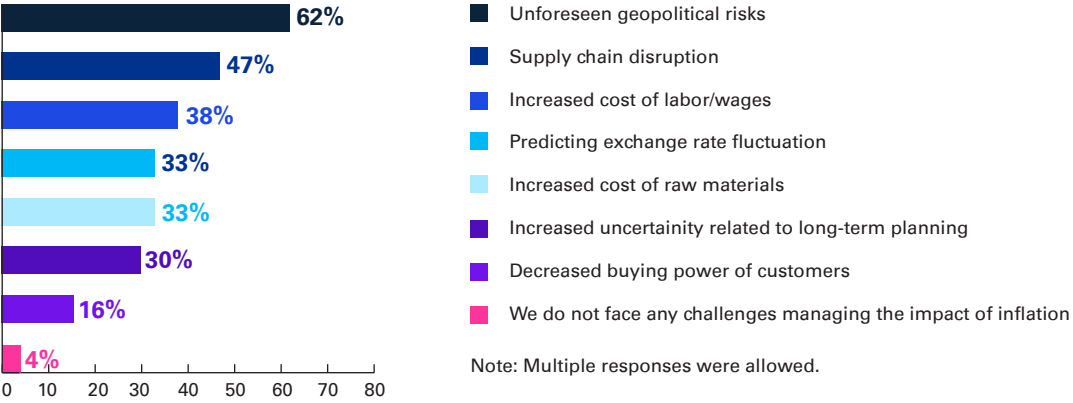 62%
47%
38%
33%
33%
30%
16%
4%
0 10 20 30 40 50 60 70 80
Unforeseen geopolitical risks
Supply chain disruption
Increased cost of labor/wages
Predicting exchange rate fluctuation
Increased cost of raw materials
Increased uncertainity related to long-term planning
Decreased buying power of customers
We do not face any challenges managing the impact of inflation
Note: Multiple responses were allowed.